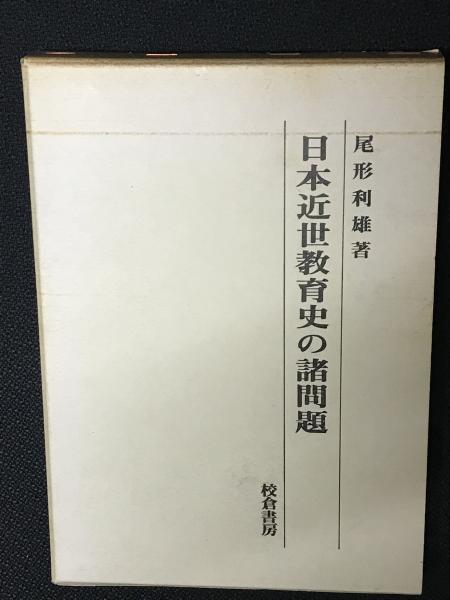 尾形利雄著
日本近世教育史の諸問題
校倉書房